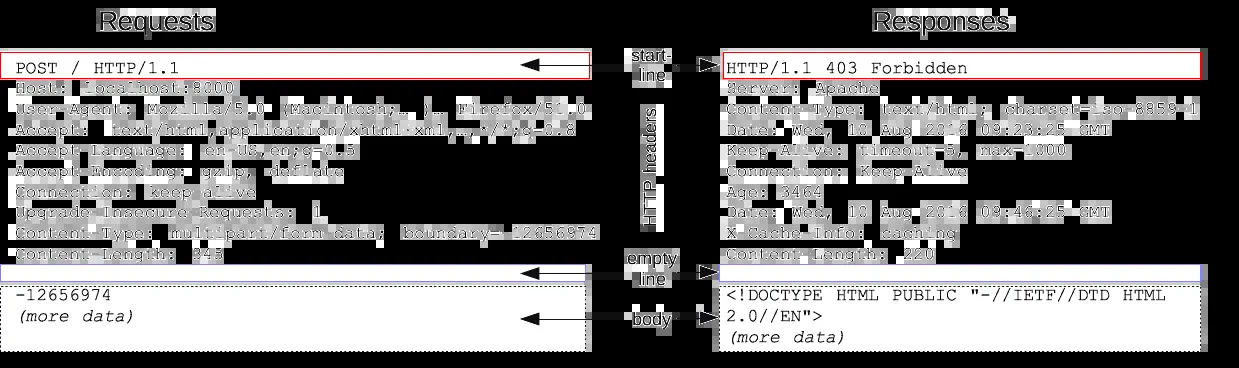 Requests
Responses
POST / HTTP/1.1
Host: localhost:8000
User-Agent: Mozilla/5.0 (Macintosh;… )… Firefox/51.0
Accept: text/html,application/xhtml+xml,…,*/*;q=0.8
Accept-Language: en-US,en;q=0.5
Accept-Encoding: gzip, deflate
Connection: keep-alive
Upgrade-Insecure-Requests: 1
Content-Type: multipart/form-data; boundary=-12656974
Content-Length: 345
-12656974
(more data)
start-
line
HTTP headers
empty
line
body
HTTP/1.1 403 Forbidden
Server: Apache
Content-Type: text/html; charset=iso-8859-1
Date: Wed, 10 Aug 2016 09:23:25 GMT
Keep-Alive: timeout=5, max=1000
Connection: Keep-Alive
Age: 3464
Date: Wed, 10 Aug 2016 09:46:25 GMT
X-Cache-Info: caching
Content-Length: 220
<!DOCTYPE HTML PUBLIC "-//IETF//DTD HTML
2.0//EN">
(more data)